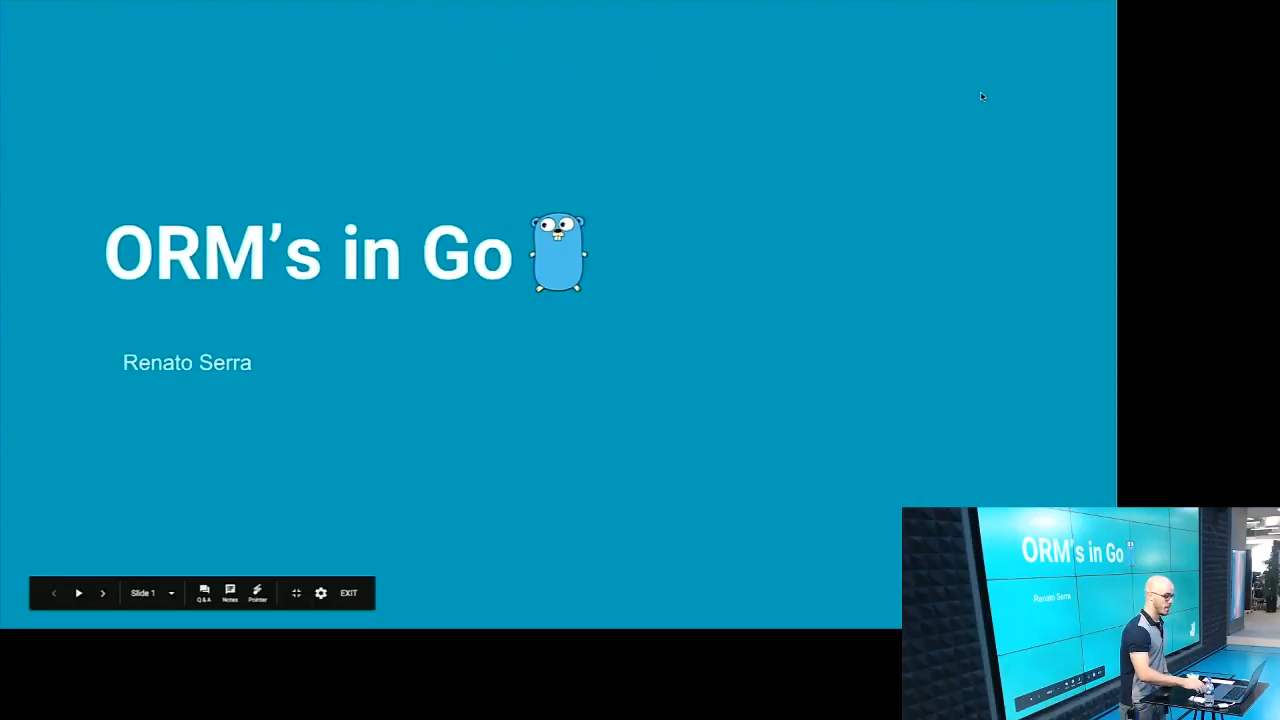 ORM’s in Go
Renato Serra
Slide 1
Q&A
Notes
Pointer
EXIT
ORM's in Go
Renato Serra